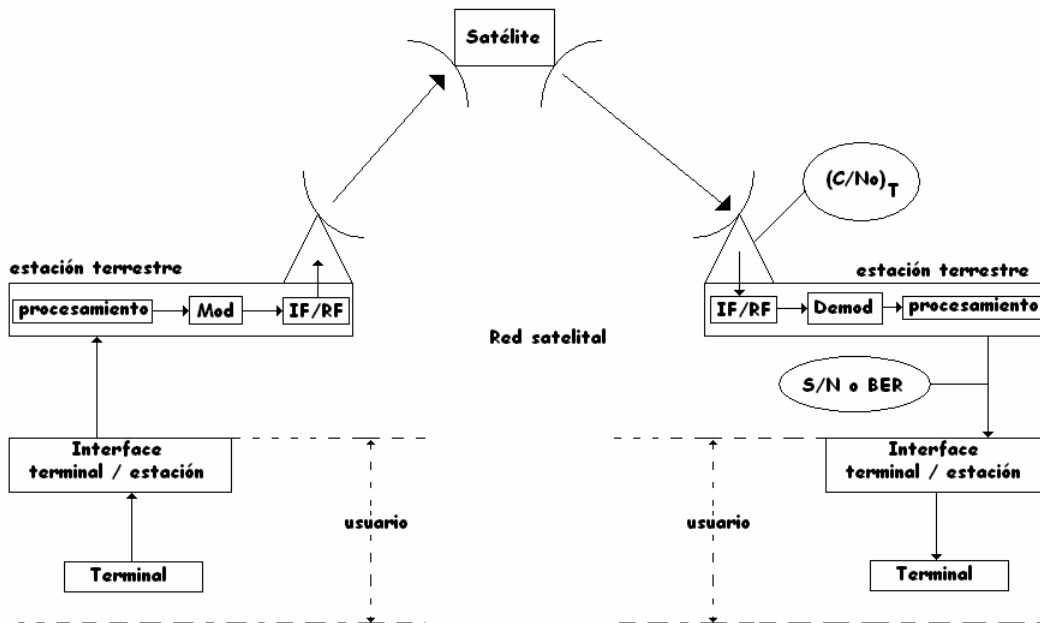 Satélite
(C/No)T
estación terrestre
estación terrestre
procesamiento
Mod
IF/RF
IF/RF
Demod
procesamiento
Red satelital
S/N o BER
Interface
terminal / estación
Interface
terminal / estación
usuario
usuario
Terminal
Terminal